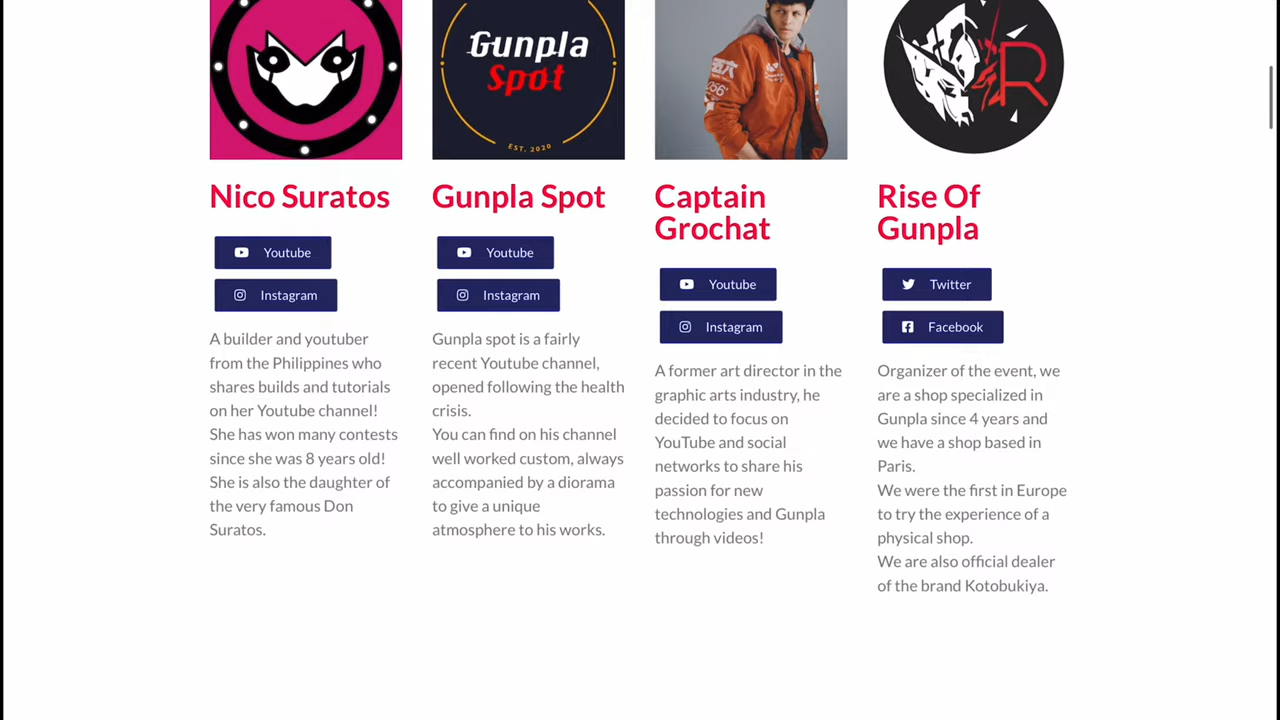 Gunpla
Spot
EST. 2020
R
Nico Suratos
Youtube
Instagram
A builder and youtuber
from the Philippines who
shares builds and tutorials
on her Youtube channel!
She has won many contests
since she was 8 years old!
She is also the daughter of
the very famous Don
Suratos.
Gunpla Spot
Youtube
Instagram
Gunpla spot is a fairly
recent Youtube channel,
opened following the health
crisis.
You can find on his channel
well worked custom, always
accompanied by a diorama
to give a unique
atmosphere to his works.
Captain
Grochat
Youtube
Instagram
A former art director in the
graphic arts industry, he
decided to focus on
YouTube and social
networks to share his
passion for new
technologies and Gunpla
through videos!
Rise Of
Gunpla
Twitter
Facebook
Organizer of the event, we
are a shop specialized in
Gunpla since 4 years and
we have a shop based in
Paris.
We were the first in Europe
to try the experience of a
physical shop.
We are also official dealer
of the brand Kotobukiya.